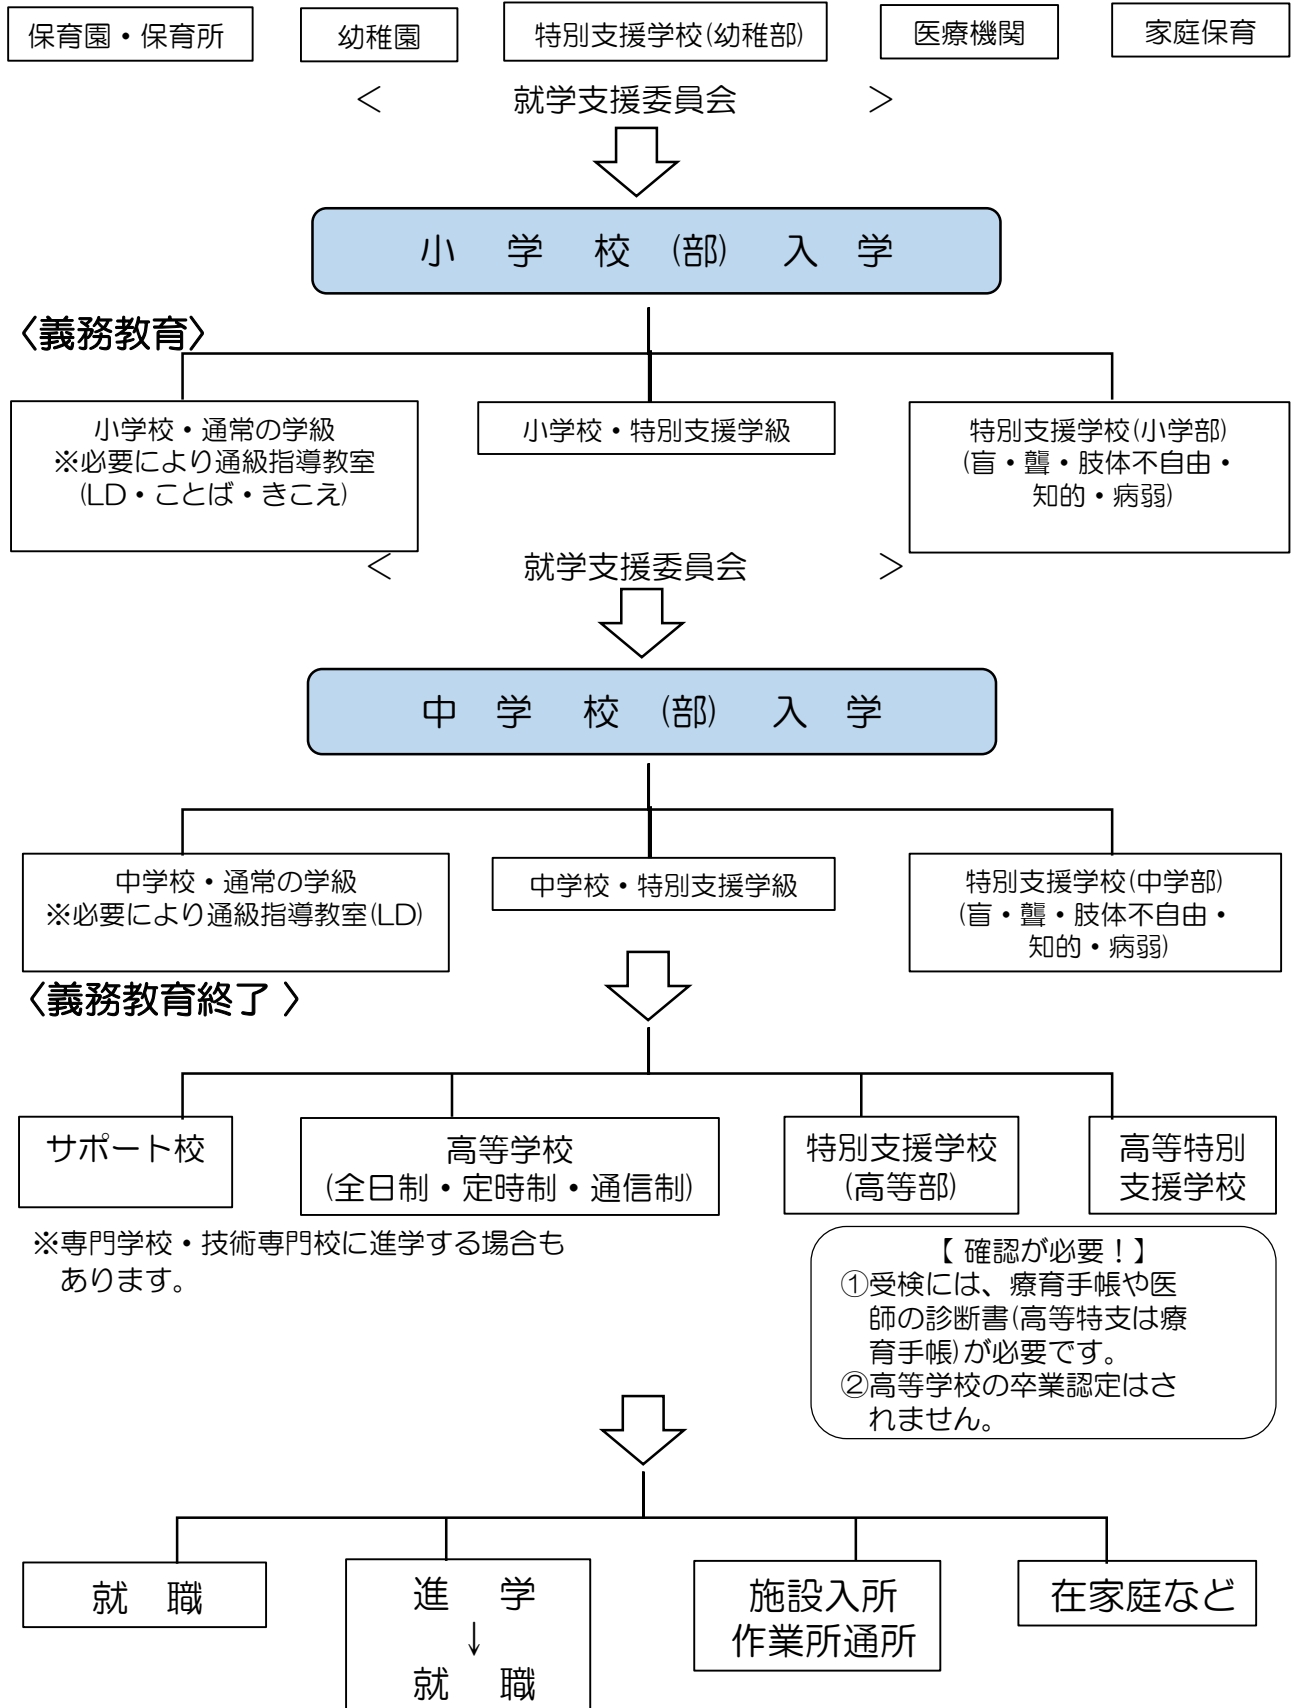 保育園・保育所
幼稚園
特別支援学校(幼稚部)
医療機関
家庭保育
＜　就学支援委員会　＞
小　学　校　(部)　入　学
〈義務教育〉
小学校・通常の学級
※必要により通級指導教室
(LD・ことば・きこえ)
小学校・特別支援学級
特別支援学校(小学部)
(盲・聾・肢体不自由・
知的・病弱)
＜　就学支援委員会　＞
中　学　校　(部)　入　学
中学校・通常の学級
※必要により通級指導教室(LD)
中学校・特別支援学級
特別支援学校(中学部)
(盲・聾・肢体不自由・
知的・病弱)
〈義務教育終了 〉
サポート校
高等学校
(全日制・定時制・通信制)
特別支援学校
(高等部)
高等特別
支援学校
※専門学校・技術専門校に進学する場合も
あります。
【 確認が必要！】
①受検には、療育手帳や医
師の診断書(高等特支は療
育手帳)が必要です。
②高等学校の卒業認定はさ
れません。
就　職
進　学
↓
就　職
施設入所
作業所通所
在家庭など